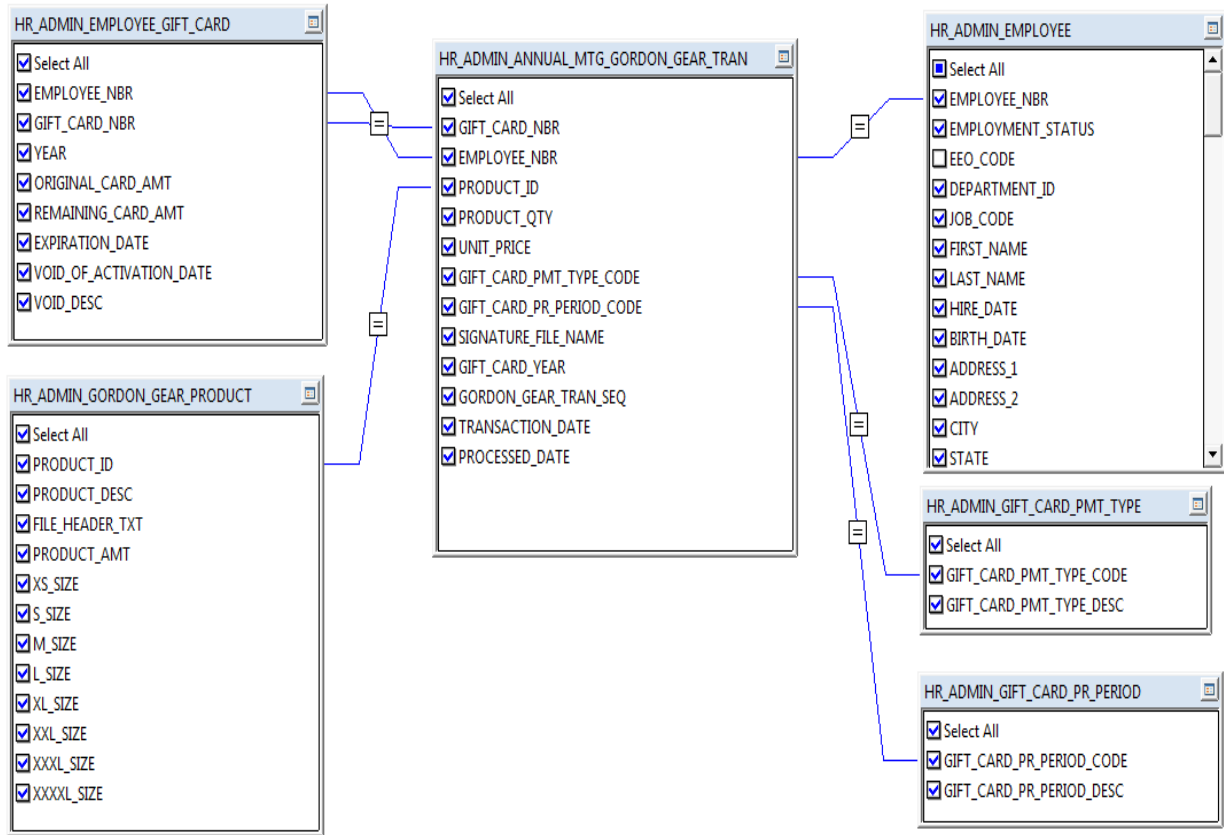 HR_ADMIN_EMPLOYEE_GIFT_CARD
Select All
EMPLOYEE_NBR
GIFT_CARD_NBR
YEAR
ORIGINAL_CARD_AMT
REMAINING_CARD_AMT
EXPIRATION_DATE
VOID_OF_ACTIVATION_DATE
VOID_DESC
HR_ADMIN_GORDON_GEAR_PRODUCT
Select All
PRODUCT_ID
PRODUCT_DESC
FILE_HEADER_TXT
PRODUCT_AMT
XS_SIZE
S_SIZE
M_SIZE
L_SIZE
XL_SIZE
XXL_SIZE
XXXL_SIZE
XXXXL_SIZE
=
=
HR_ADMIN_ANNUAL_MTG_GORDON_GEAR_TRAN
Select All
GIFT_CARD_NBR
EMPLOYEE_NBR
PRODUCT_ID
PRODUCT_QTY
UNIT_PRICE
GIFT_CARD_PMT_TYPE_CODE
GIFT_CARD_PR_PERIOD_CODE
SIGNATURE_FILE_NAME
GIFT_CARD_YEAR
GORDON_GEAR_TRAN_SEQ
TRANSACTION_DATE
PROCESSED_DATE
=
=
=
HR_ADMIN_EMPLOYEE
Select All
EMPLOYEE_NBR
EMPLOYMENT_STATUS
EEO_CODE
DEPARTMENT_ID
JOB_CODE
FIRST_NAME
LAST_NAME
HIRE_DATE
BIRTH_DATE
ADDRESS_1
ADDRESS_2
CITY
STATE
HR_ADMIN_GIFT_CARD_PMT_TYPE
Select All
GIFT_CARD_PMT_TYPE_CODE
GIFT_CARD_PMT_TYPE_DESC
HR_ADMIN_GIFT_CARD_PR_PERIOD
Select All
GIFT_CARD_PR_PERIOD_CODE
GIFT_CARD_PR_PERIOD_DESC